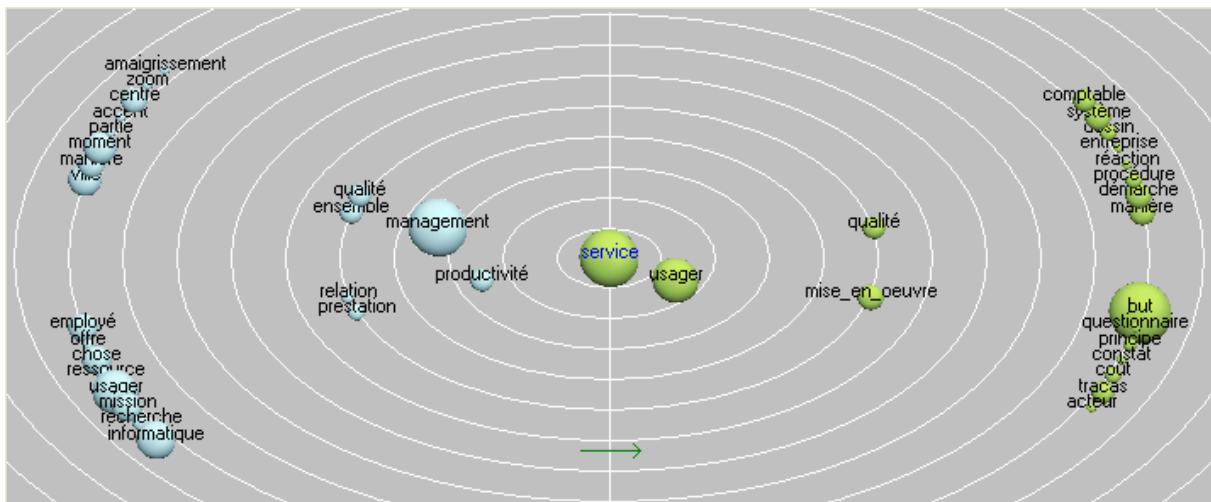 amaigrissement
zoom
centre
accent
partie
moment
manière
ville
qualité
ensemble
management
productivité
relation
prestation
employé
offre
chose
ressource
usager
mission
recherche
informatique
service
usager
qualité
mise_en_oeuvre
comptable
système
dessin
entreprise
réaction
procédure
démarche
manière
but
questionnaire
principe
constat
coût
tracas
acteur